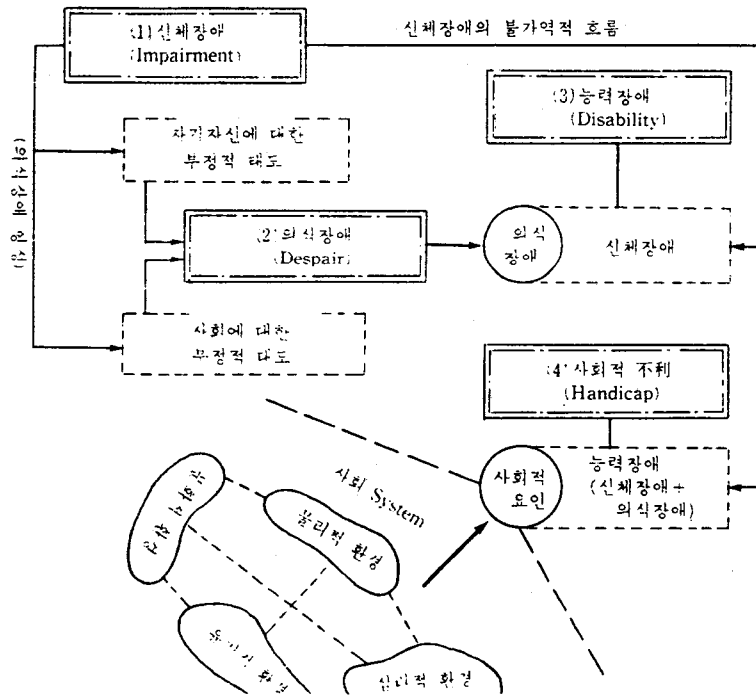 (1)신체장애
(Impairment)
신체장애의 불가역적 흐름
(3)능력장애
(Disability)
자기자신에 대한
부정적 태도
(2)의식장애
(Despair)
의식
장애
신체장애
사회에 대한
부정적 태도
(4)사회적 不利
(Handicap)
사회 System
사회적
요인
능력장애
(신체장애+
의식장애)
물리적 환경
심리적 환경